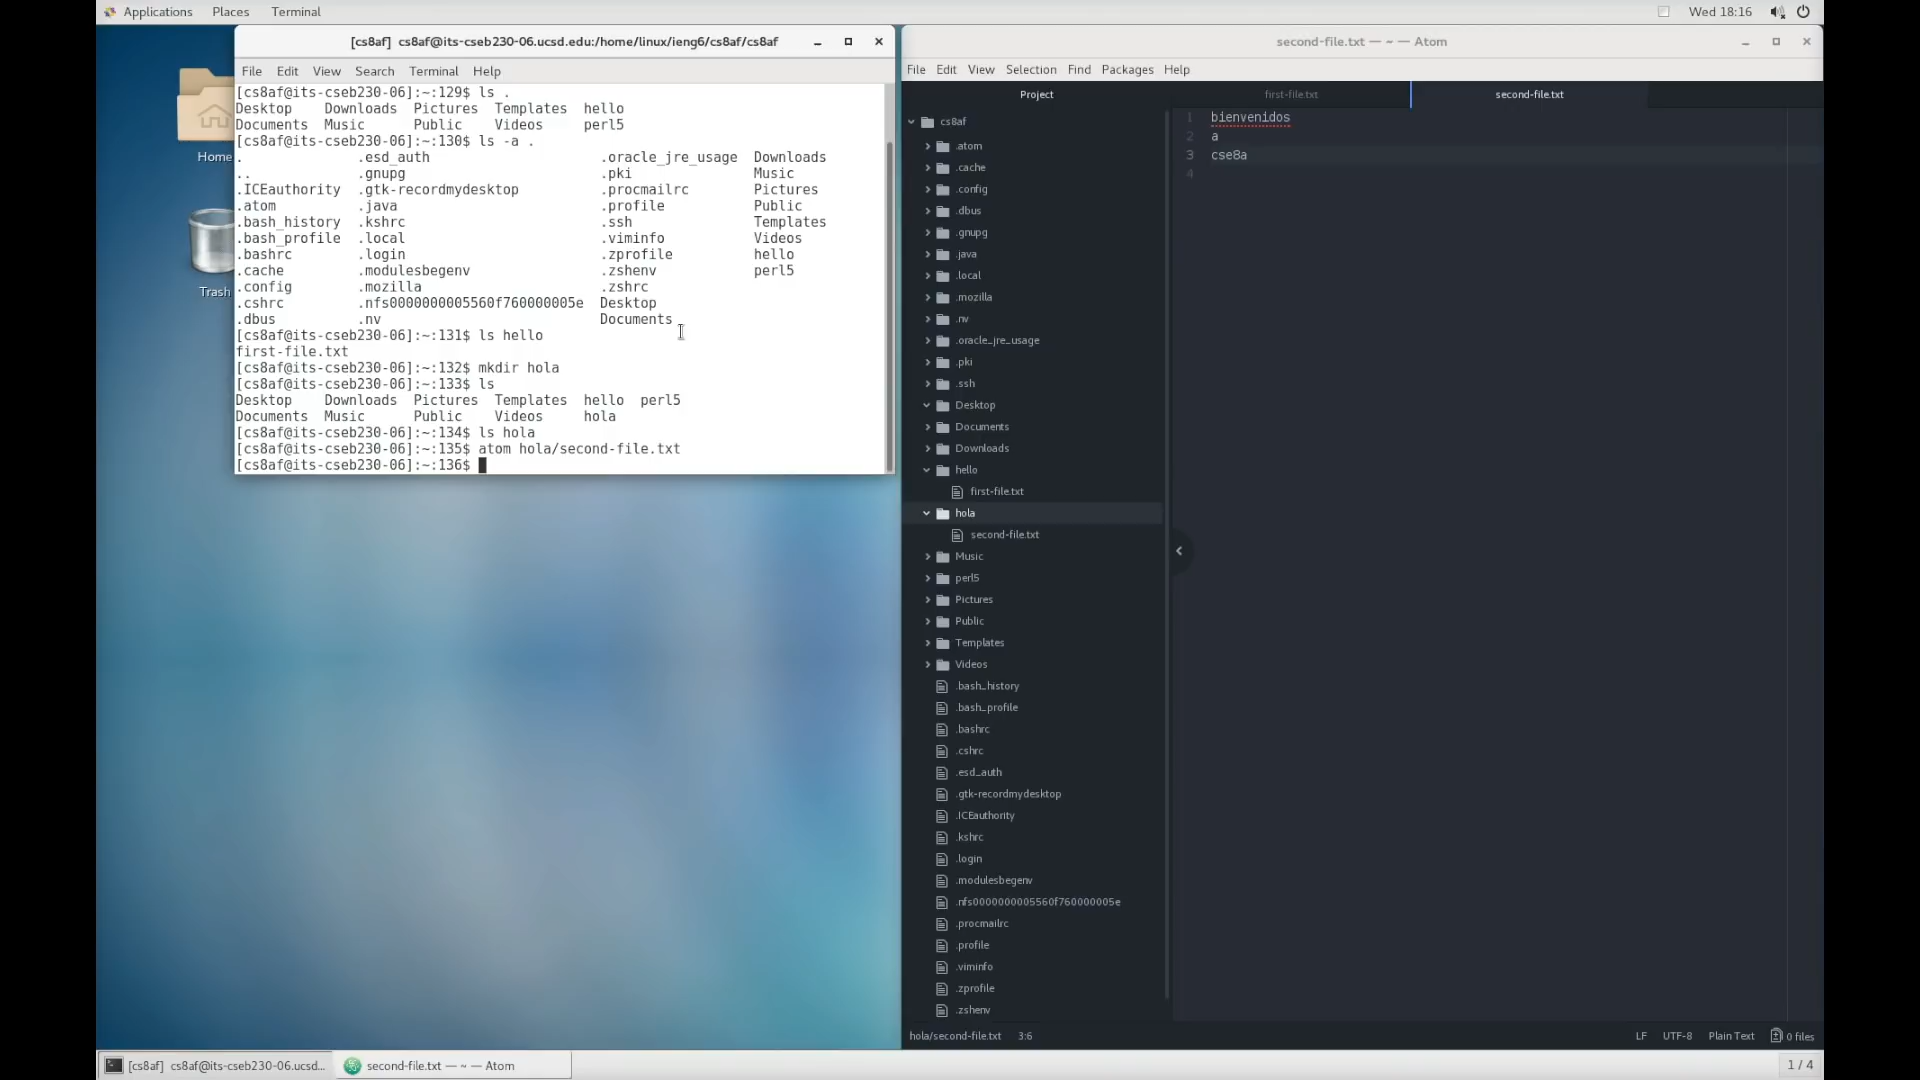 Applications Places Terminal
Wed 18:16
Home
Trash
[cs8af] cs8af@its-cseb230-06.ucsd.edu:/home/linux/ieng6/cs8af/cs8af
File Edit View Search Terminal Help
[cs8af@its-cseb230-06]:~:129$ ls .
Desktop Downloads Pictures Templates hello
Documents Music Public Videos perl5
[cs8af@its-cseb230-06]:~:130$ ls -a .
. .esd_auth .oracle_jre_usage Downloads
.. .gnupg .pki Music
.ICEauthority .gtk-recordmydesktop .procmailrc Pictures
.atom .java .profile Public
.bash_history .kshrc .ssh Templates
.bash_profile .local .viminfo Videos
.bashrc .login .zprofile hello
.cache .modulesbegenv .zshenv perl5
.config .mozilla .zshrc
.cshrc .nfs0000000005560f760000005e Desktop
.dbus .nv Documents
[cs8af@its-cseb230-06]:~:131$ ls hello
first-file.txt
[cs8af@its-cseb230-06]:~:132$ mkdir hola
[cs8af@its-cseb230-06]:~:133$ ls
Desktop Downloads Pictures Templates hello perl5
Documents Music Public Videos hola
[cs8af@its-cseb230-06]:~:134$ ls hola
[cs8af@its-cseb230-06]:~:135$ atom hola/second-file.txt
[cs8af@its-cseb230-06]:~:136$
second-file.txt — ~ — Atom
File Edit View Selection Find Packages Help
Project
cs8af
.atom
.cache
.config
.dbus
.gnupg
.java
.local
.mozilla
.nv
.oracle_jre_usage
.pki
.ssh
Desktop
Documents
Downloads
hello
first-file.txt
hola
second-file.txt
Music
perl5
Pictures
Public
Templates
Videos
.bash_history
.bash_profile
.bashrc
.cshrc
.esd_auth
.gtk-recordmydesktop
.ICEauthority
.kshrc
.login
.modulesbegenv
.nfs0000000005560f760000005e
.procmailrc
.profile
.viminfo
.zprofile
.zshenv
first-file.txt second-file.txt
1 bienvenidos
2 a
3 cse8a
4
hola/second-file.txt 3:6
LF UTF-8 Plain Text 0 files
[cs8af] cs8af@its-cseb230-06.ucsd... second-file.txt — ~ — Atom
1 / 4